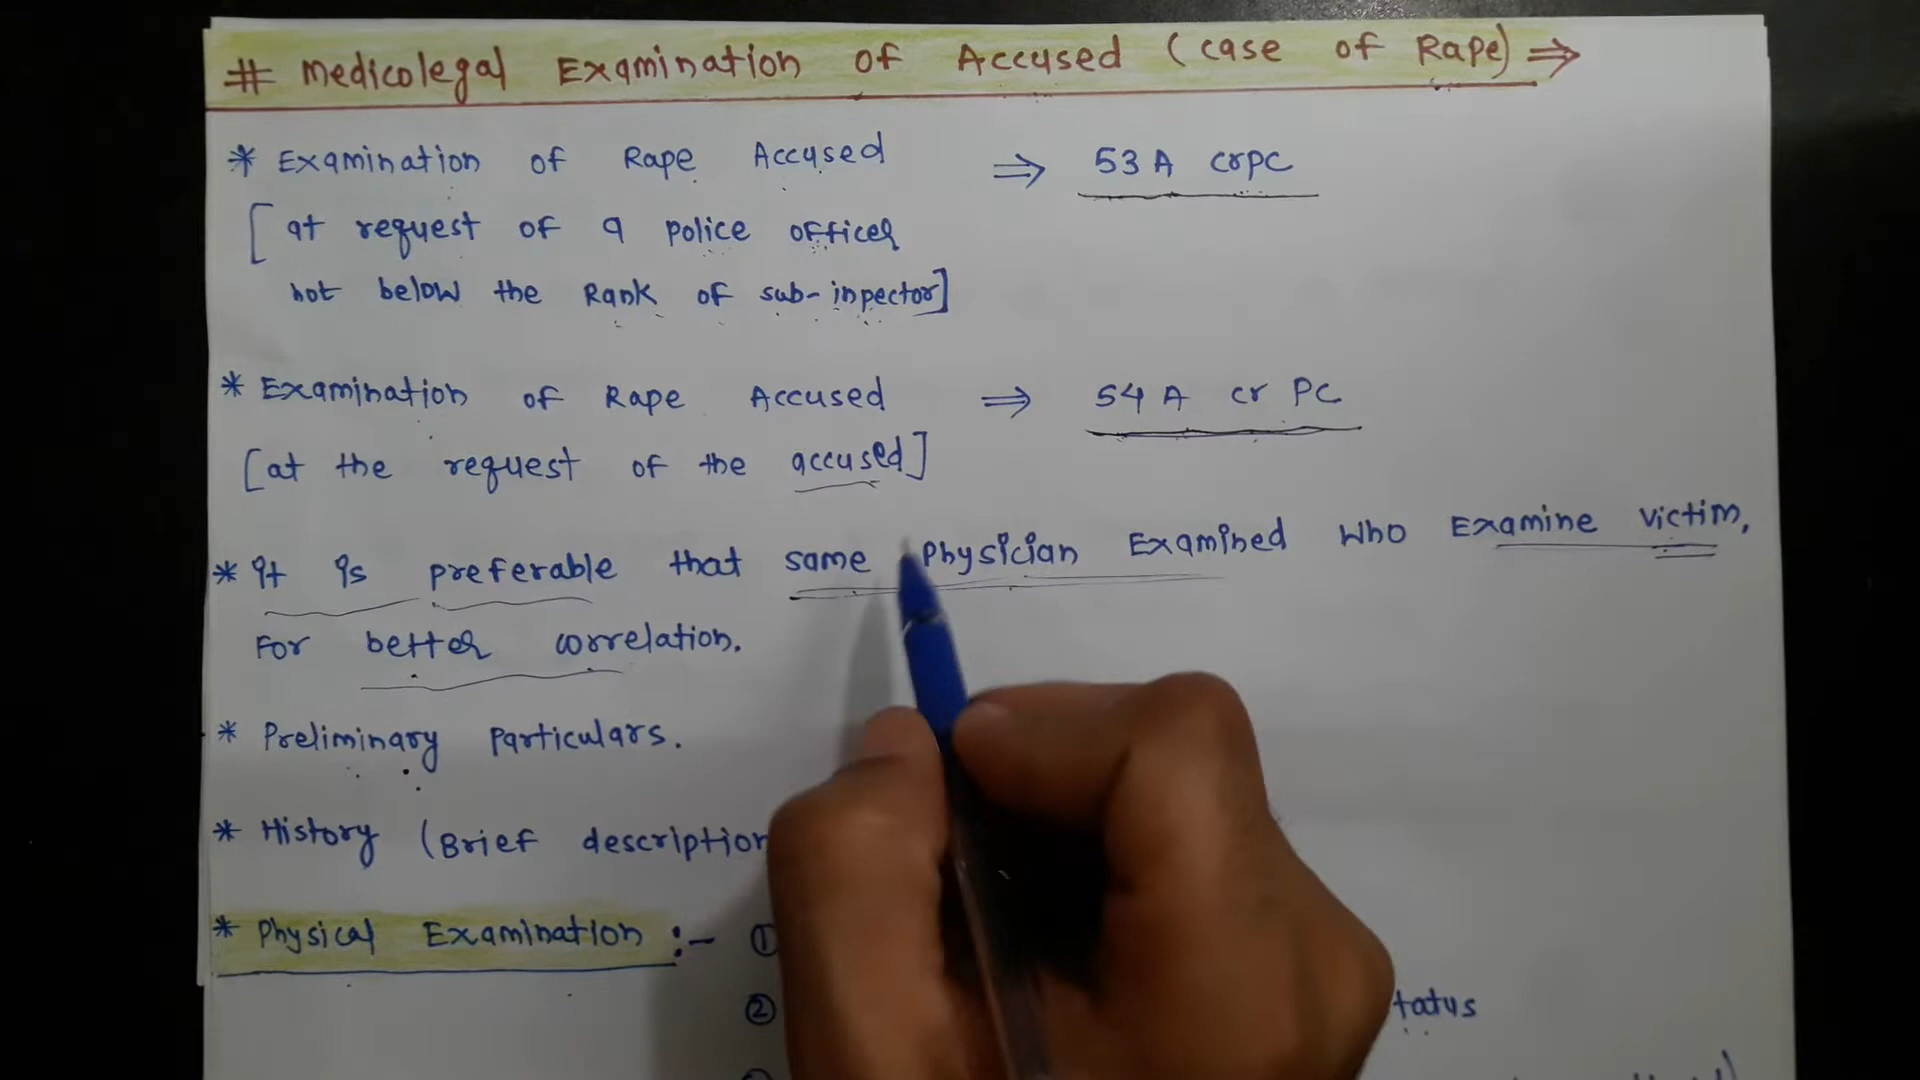 # Medicolegal Examination of Accused (case of Rape) ⇒
* Examination of Rape Accused ⇒ 53 A crpc
[at request of a police officer
not below the Rank of sub-inpector]
* Examination of Rape Accused ⇒ 54 A cr PC
[at the request of the accused]
* It is preferable that same Physician Examined who Examine victim,
For better correlation.
* Preliminary Particulars.
* History (Brief description
* Physical Examination :- ①
②